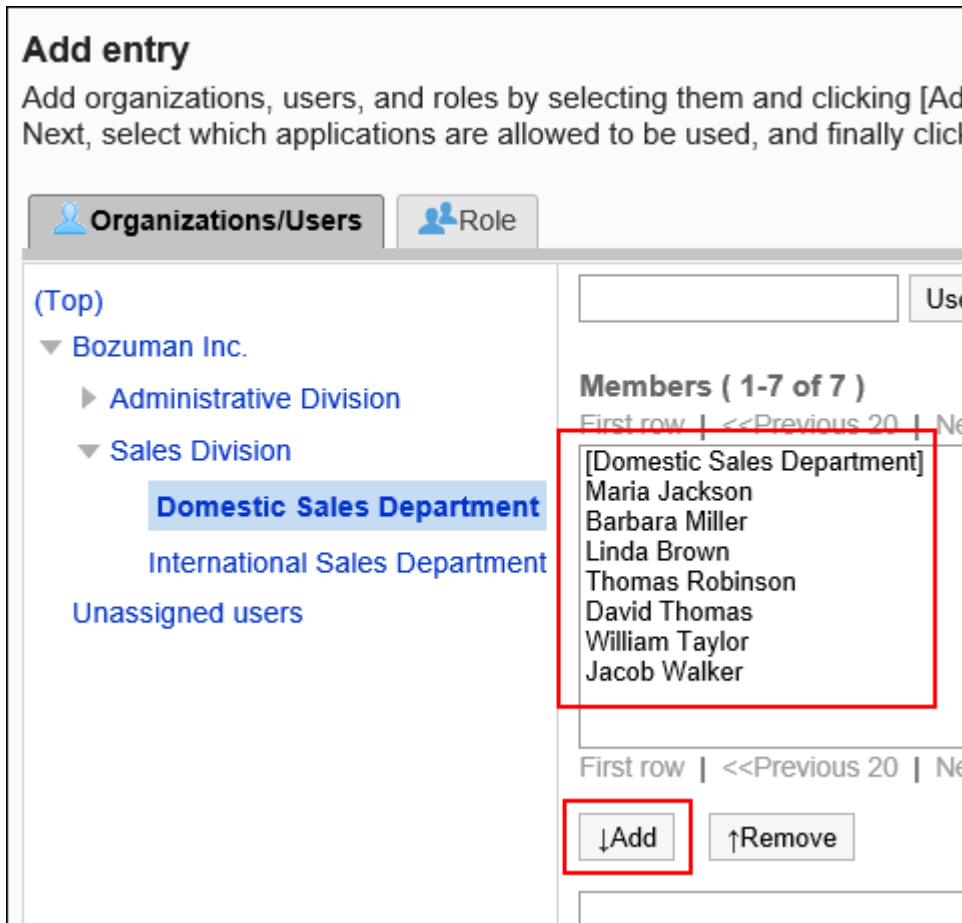 Add entry
Add organizations, users, and roles by selecting them and clicking [Ad
Next, select which applications are allowed to be used, and finally clic
Organizations/Users
Role
(Top)
Bozuman Inc.
Administrative Division
Sales Division
Domestic Sales Department
International Sales Department
Unassigned users
Use
Members ( 1-7 of 7 )
First row | <<Previous 20 | Ne
[Domestic Sales Department]
Maria Jackson
Barbara Miller
Linda Brown
Thomas Robinson
David Thomas
William Taylor
Jacob Walker
First row | <<Previous 20 | Ne
↓Add
↑Remove